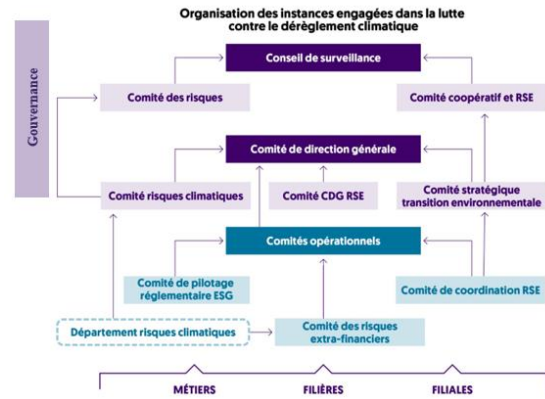 Organisation des instances engagées dans la lutte
contre le dérèglement climatique
Gouvernance
Conseil de surveillance
Comité des risques
Comité coopératif et RSE
Comité de direction générale
Comité risques climatiques
Comité CDG RSE
Comité stratégique
transition environnementale
Comités opérationnels
Comité de pilotage
réglementaire ESG
Comité de coordination RSE
Département risques climatiques
Comité des risques
extra-financiers
MÉTIERS
FILIÈRES
FILIALES